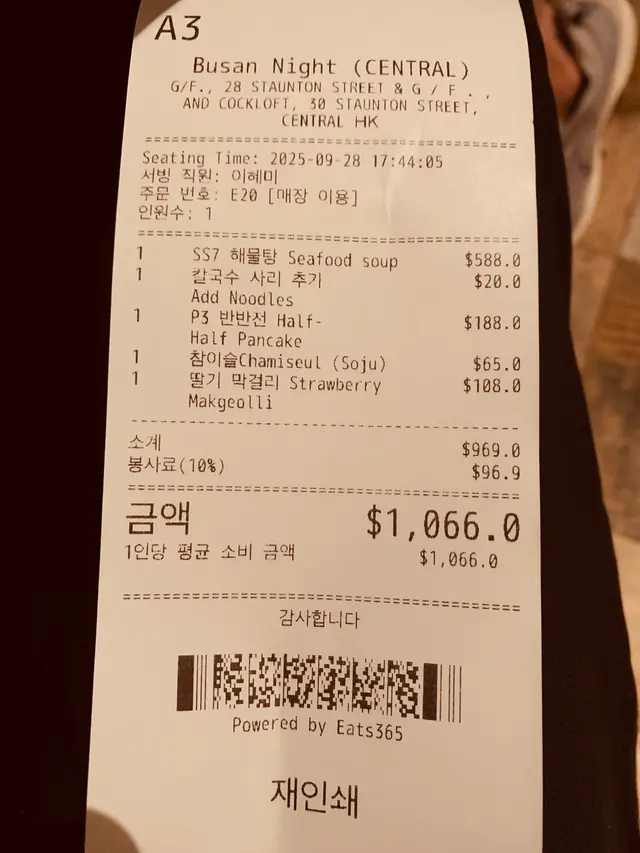 A3
Busan Night (CENTRAL)
G/F., 28 STAUNTON STREET & G / F . ,
AND COCKLOFT, 30 STAUNTON STREET,
CENTRAL HK
Seating Time: 2025-09-28 17:44:05
서빙 직원: 이혜미
주문 번호: E20 [매장 이용]
인원수: 1
1 SS7 해물탕 Seafood soup $588.0
1 칼국수 사리 추가 $20.0
Add Noodles
1 P3 반반전 Half- $188.0
Half Pancake
1 참이슬Chamiseul (Soju) $65.0
1 딸기 막걸리 Strawberry $108.0
Makgeolli
소계 $969.0
봉사료(10%) $96.9
금액 $1,066.0
1인당 평균 소비 금액 $1,066.0
감사합니다
Powered by Eats365
재인쇄